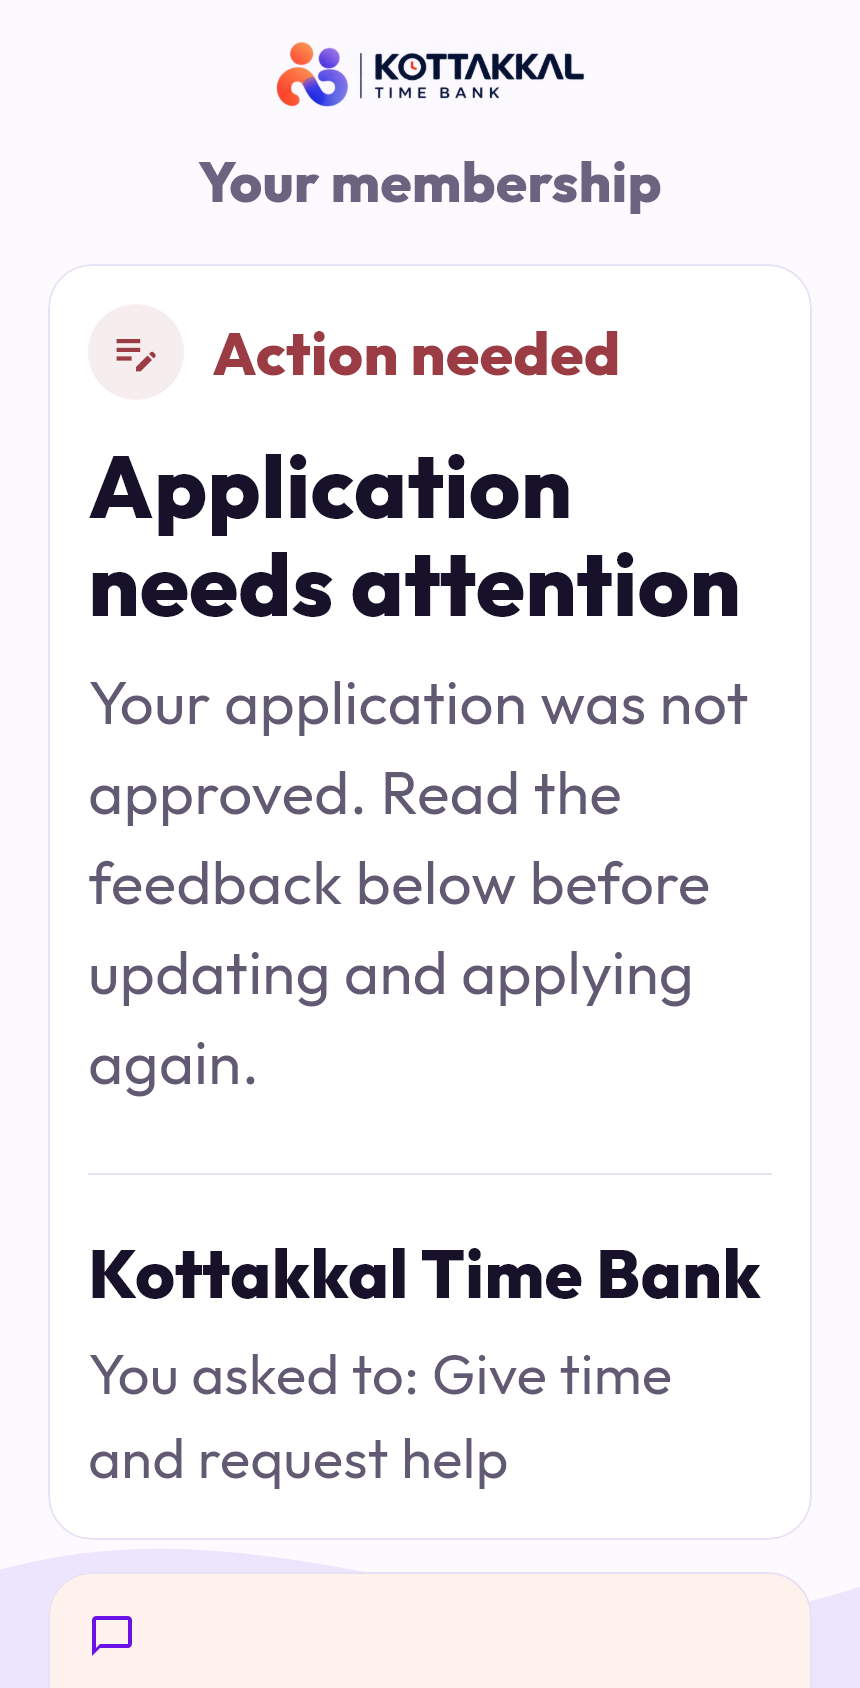 KOTTAKKAL
TIME BANK
Your membership
Action needed
Application
needs attention
Your application was not
approved. Read the
feedback below before
updating and applying
again.
Kottakkal Time Bank
You asked to: Give time
and request help